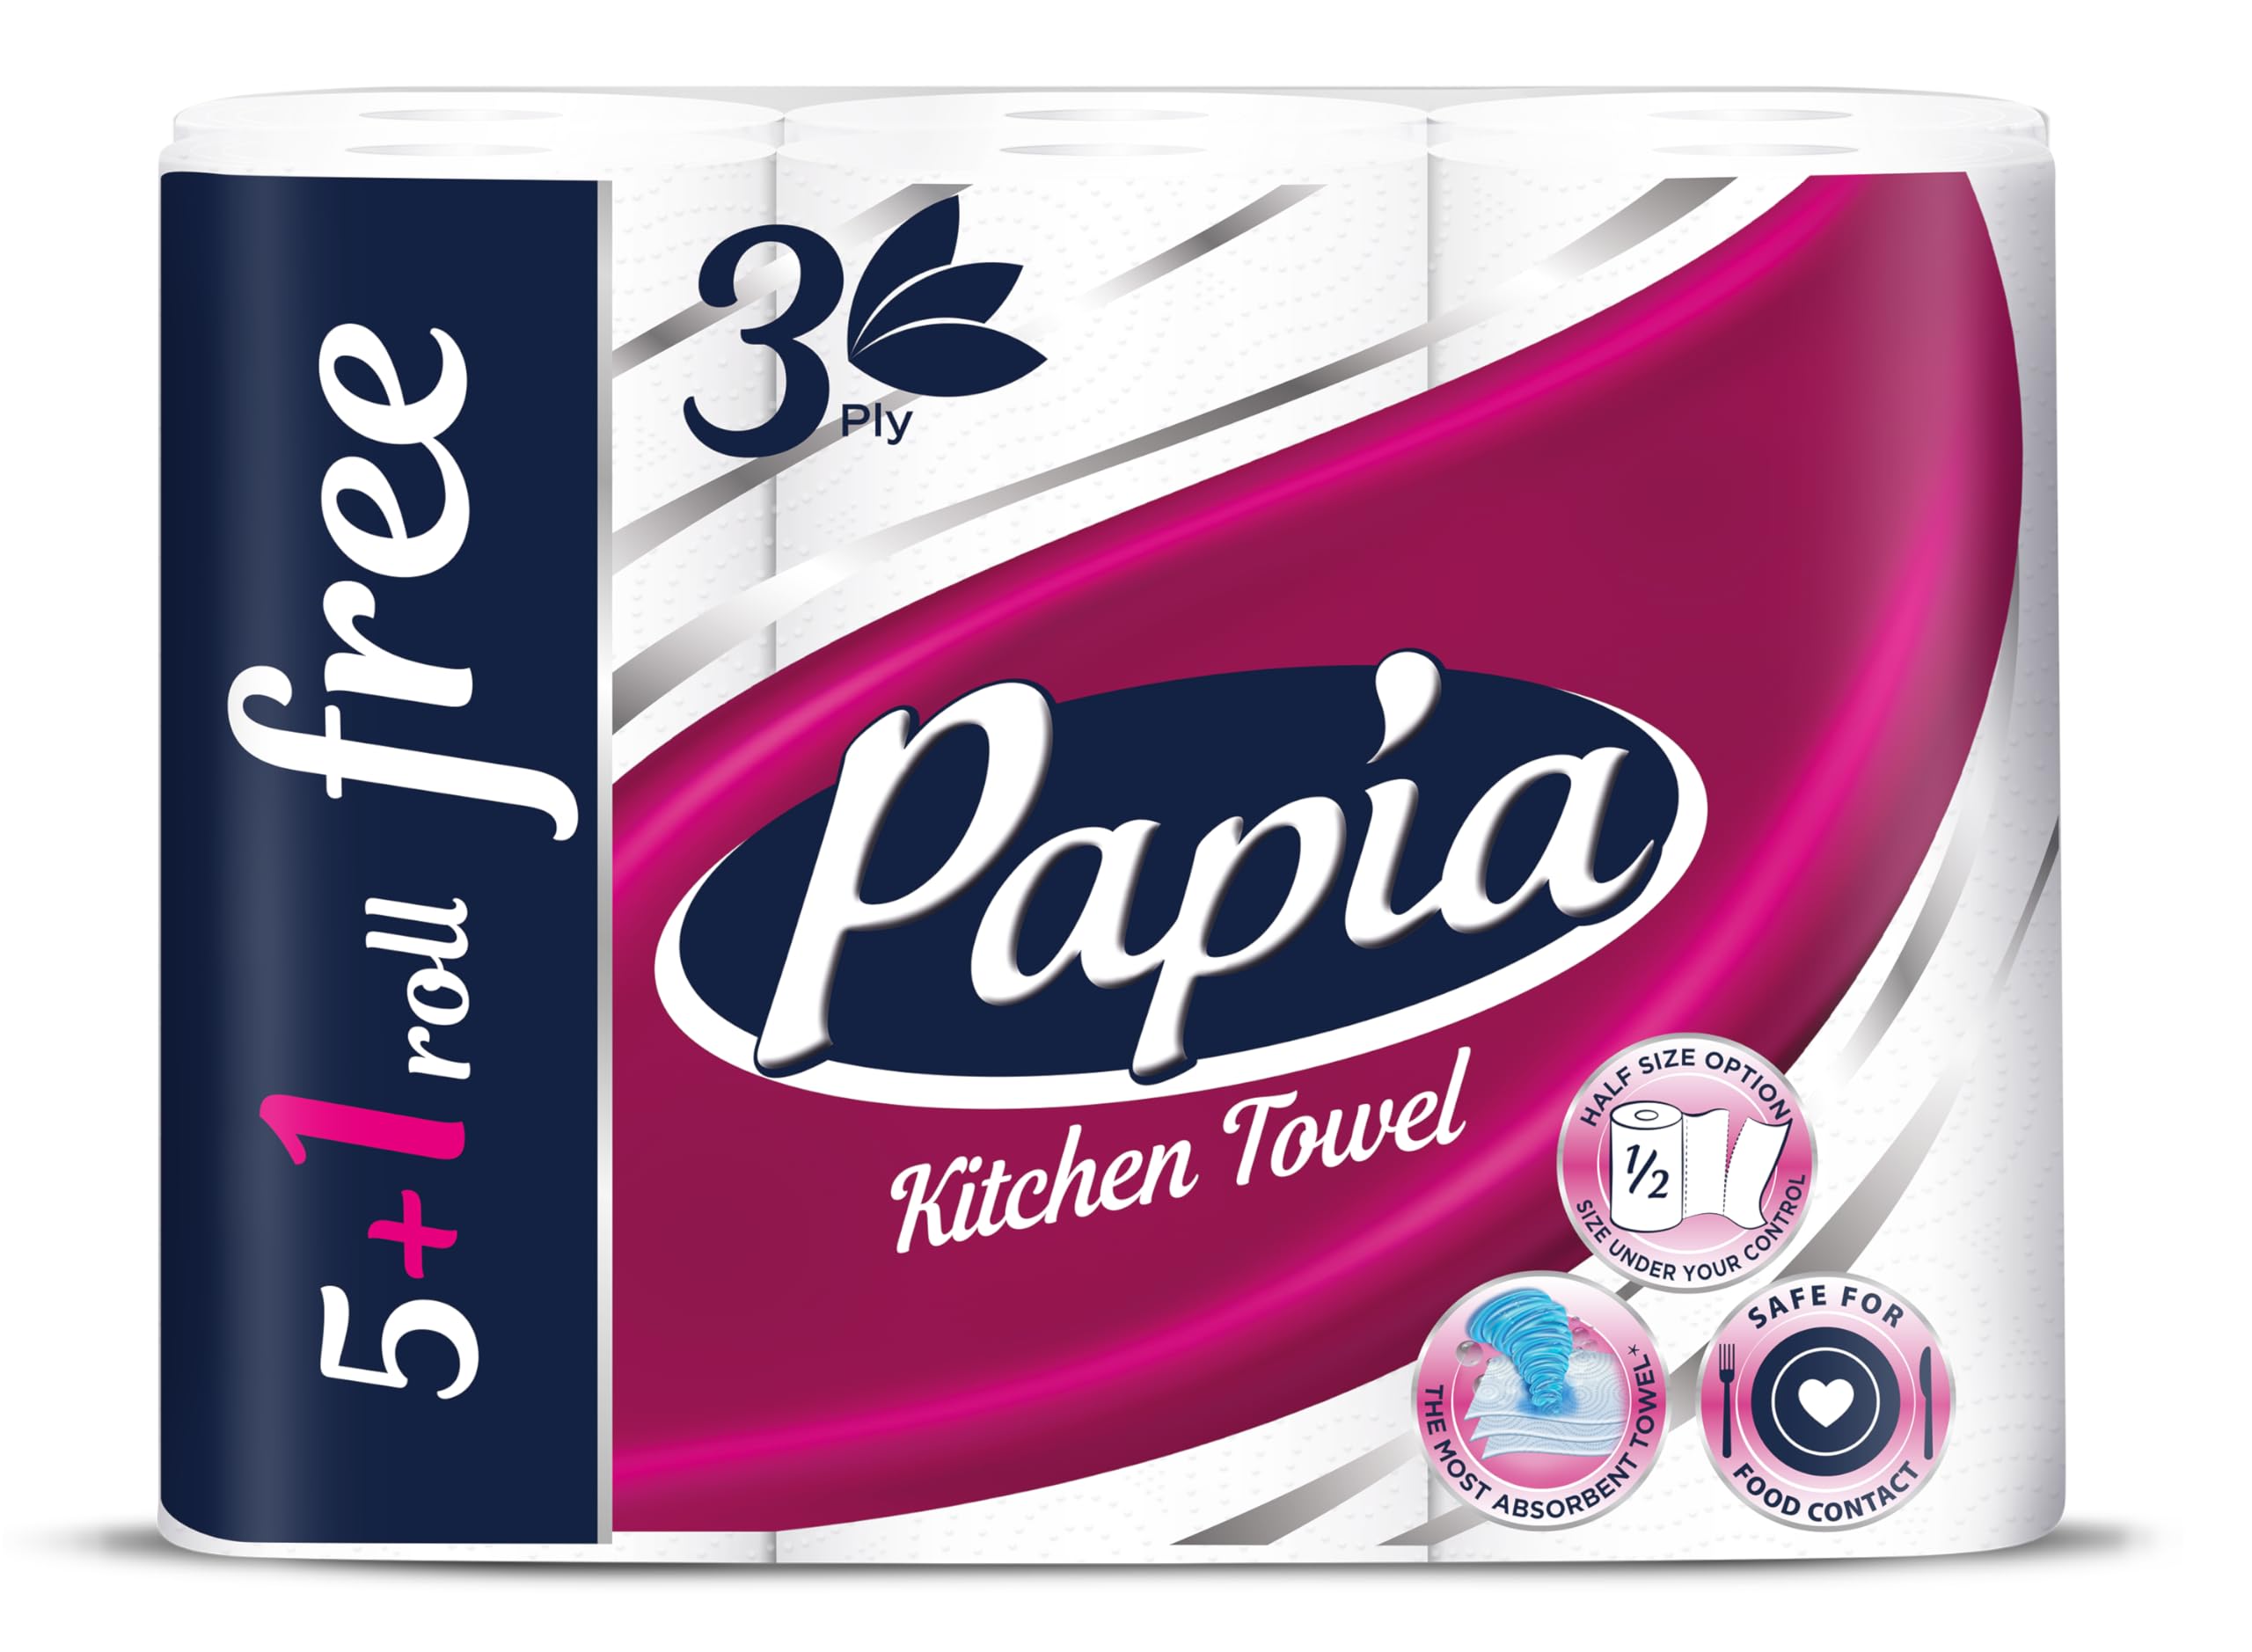 5+1 roll free
3
Ply
Papia
Kitchen Towel
HALF SIZE OPTION
1/2
SIZE UNDER YOUR CONTROL
THE MOST ABSORBENT TOWEL*
SAFE FOR
FOOD CONTACT